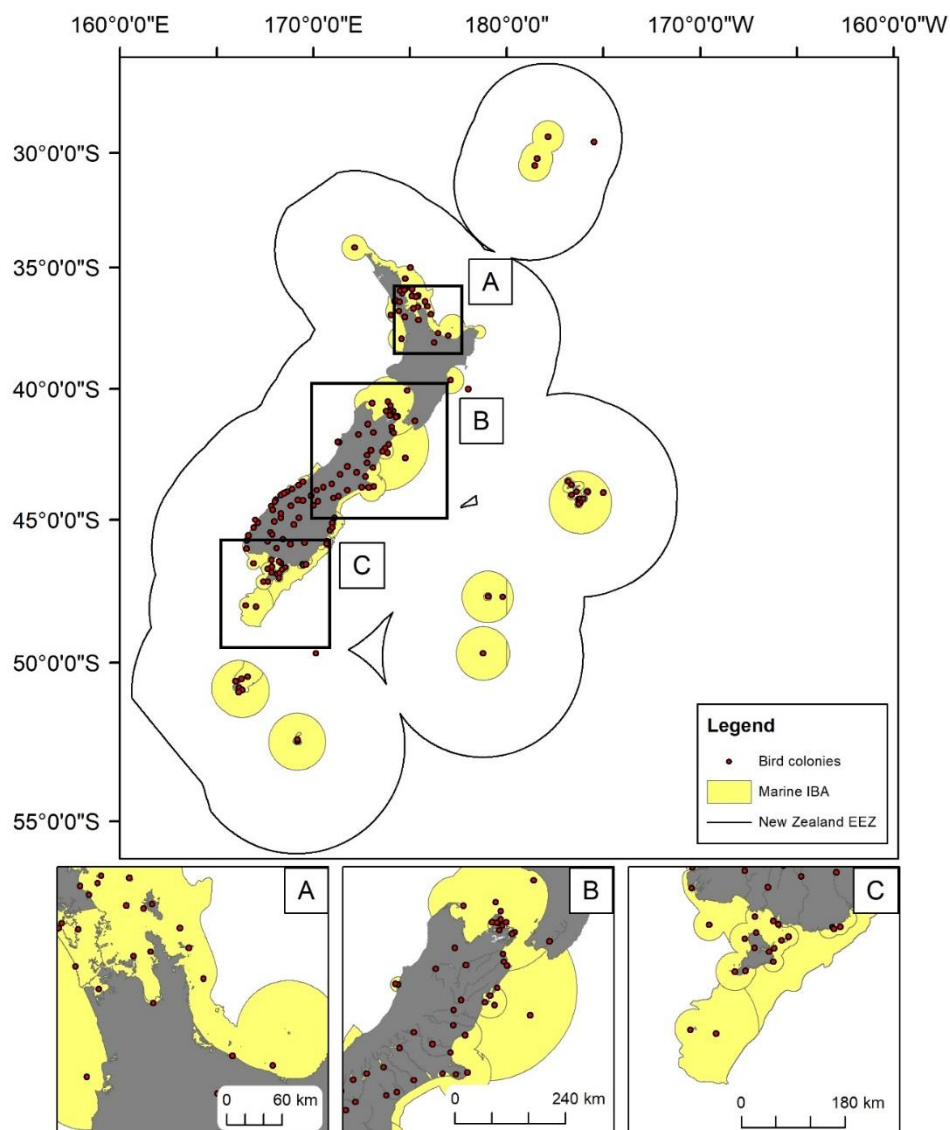 160°0'0"E 170°0'0"E 180°0'0" 170°0'0"W 160°0'0"W
30°0'0"S
35°0'0"S
A
40°0'0"S
B
45°0'0"S
C
50°0'0"S
Legend
Bird colonies
Marine IBA
New Zealand EEZ
55°0'0"S
A B C
0 60 km
0 240 km
0 180 km